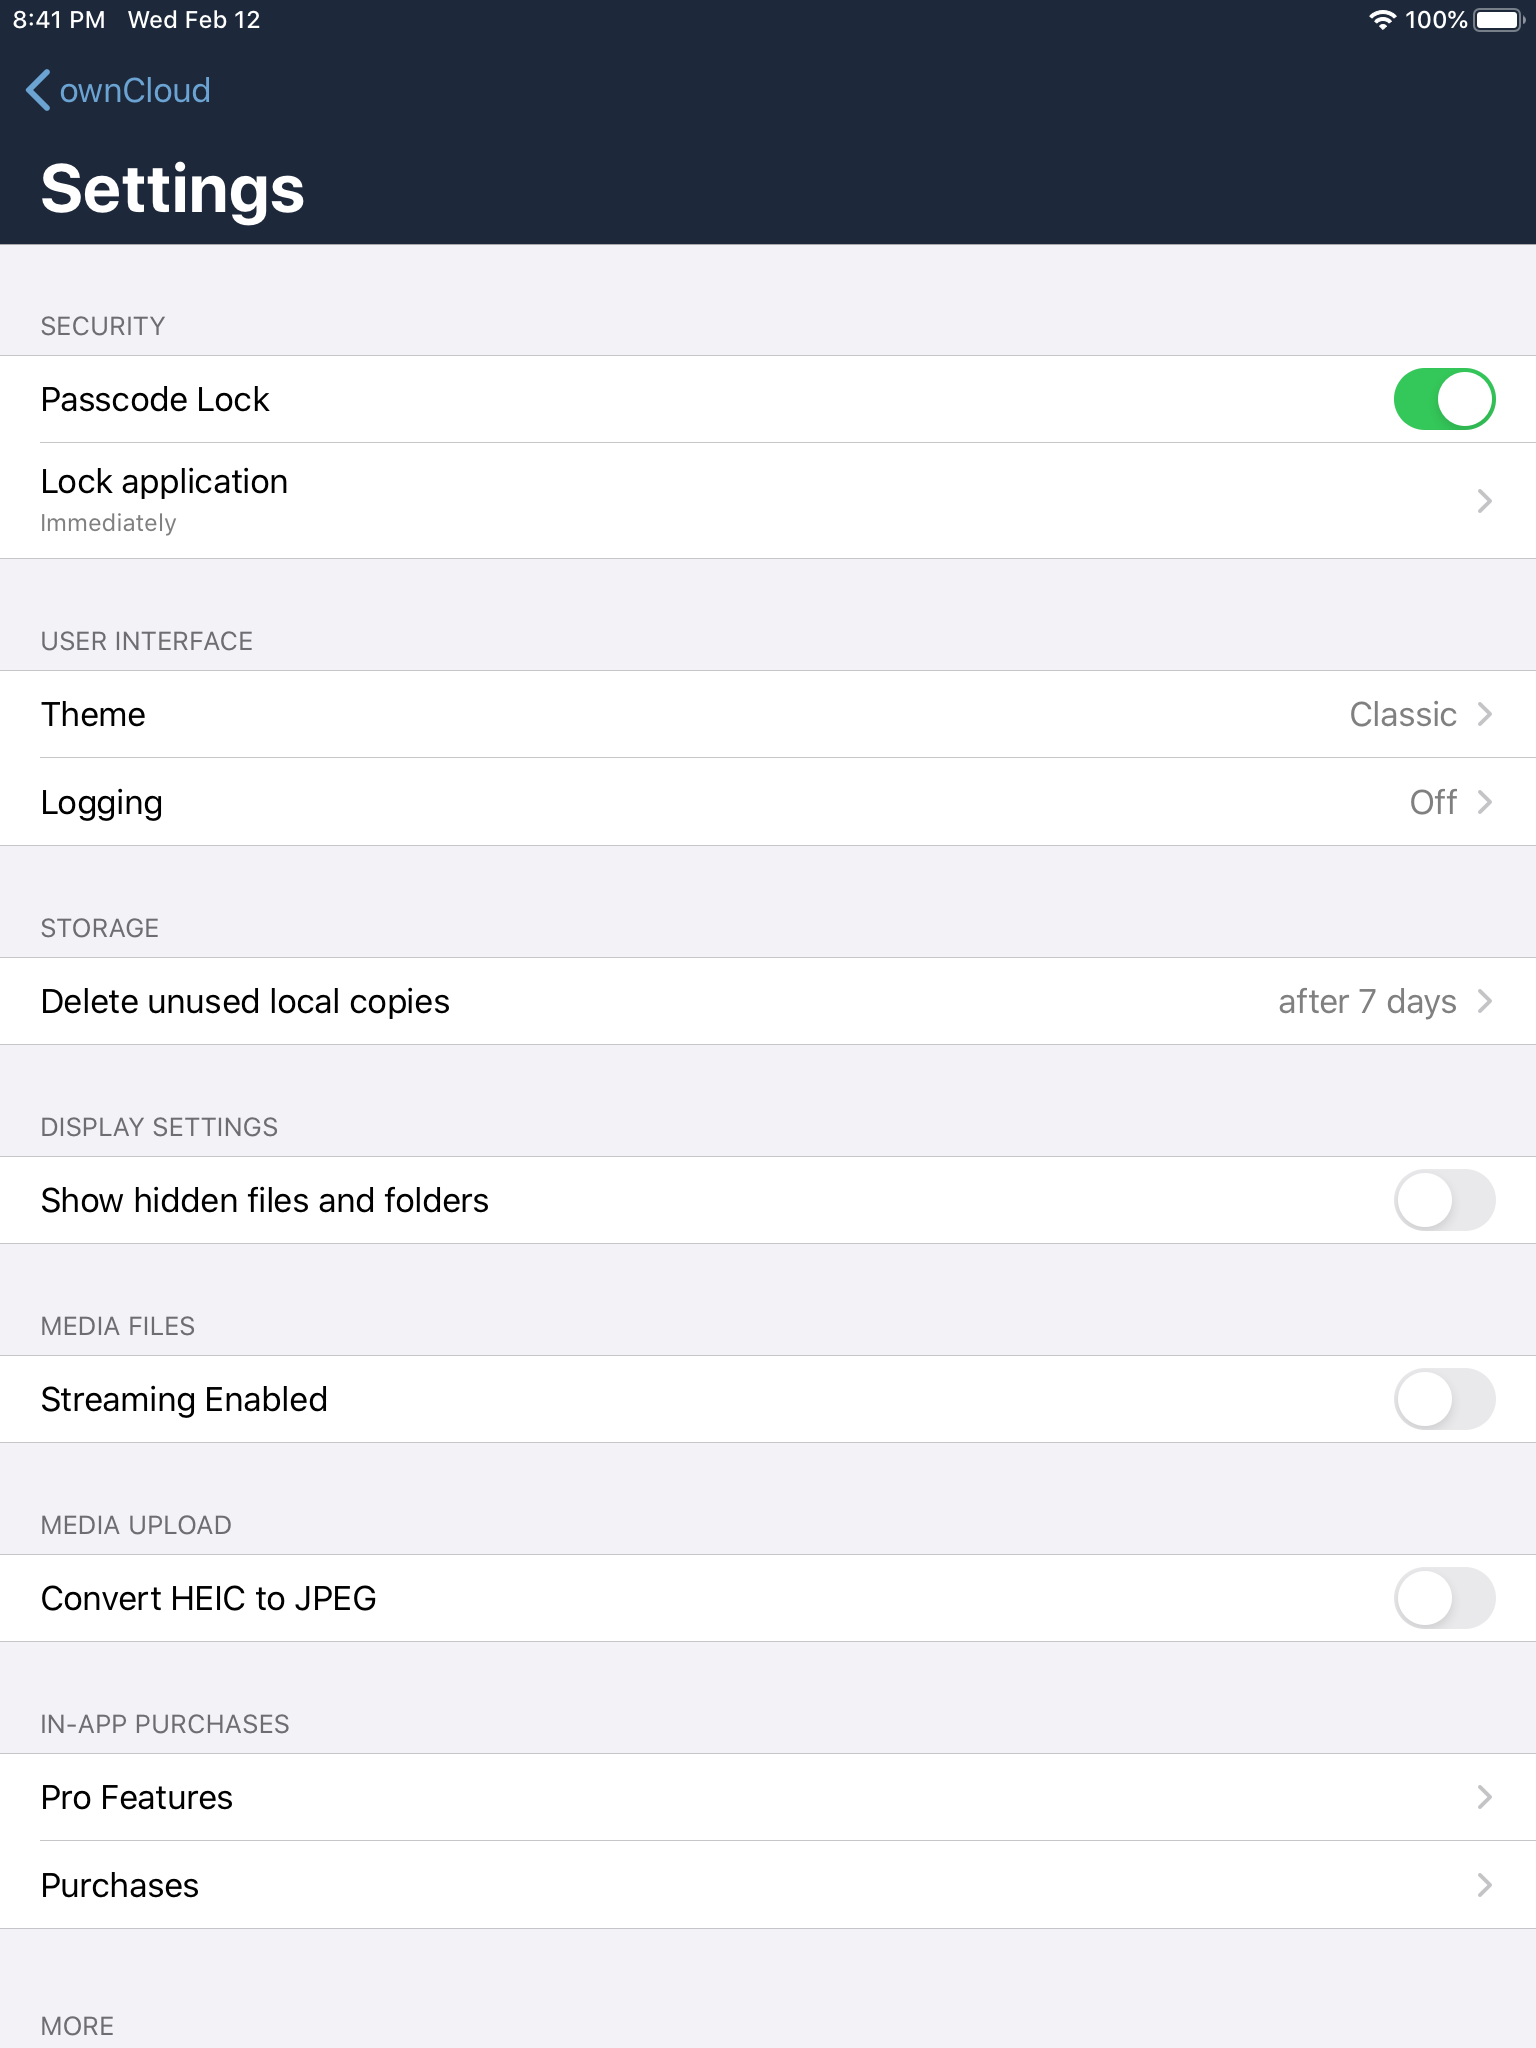 8:41 PM Wed Feb 12 100%
ownCloud
Settings
SECURITY
Passcode Lock
Lock application
Immediately
USER INTERFACE
Theme Classic
Logging Off
STORAGE
Delete unused local copies after 7 days
DISPLAY SETTINGS
Show hidden files and folders
MEDIA FILES
Streaming Enabled
MEDIA UPLOAD
Convert HEIC to JPEG
IN-APP PURCHASES
Pro Features
Purchases
MORE